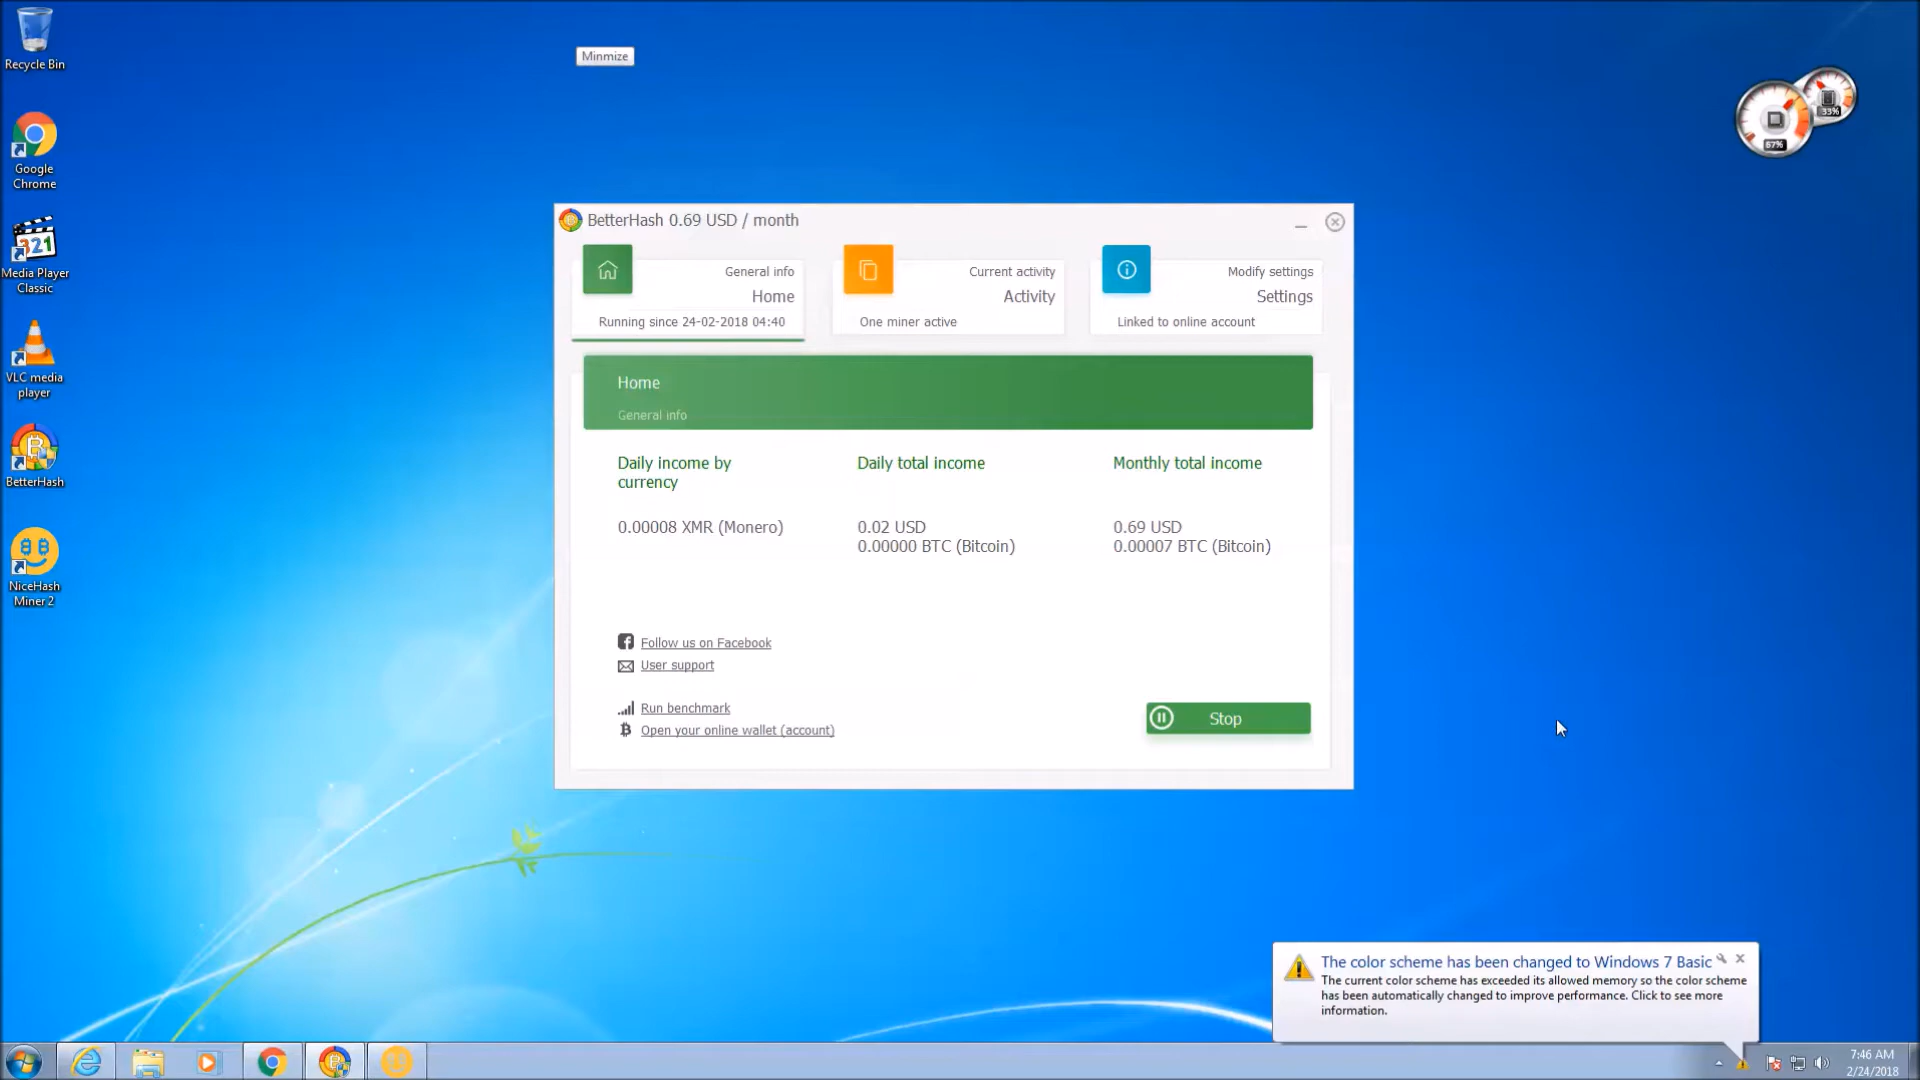 Recycle Bin
Google
Chrome
Media Player
Classic
VLC media
player
BetterHash
NiceHash
Miner 2
Minmize
67%
33%
BetterHash 0.69 USD / month
General info
Home
Running since 24-02-2018 04:40
Current activity
Activity
One miner active
Modify settings
Settings
Linked to online account
Home
General info
Daily income by
currency
0.00008 XMR (Monero)
Daily total income
0.02 USD
0.00000 BTC (Bitcoin)
Monthly total income
0.69 USD
0.00007 BTC (Bitcoin)
Follow us on Facebook
User support
Run benchmark
Open your online wallet (account)
Stop
The color scheme has been changed to Windows 7 Basic
The current color scheme has exceeded its allowed memory so the color scheme
has been automatically changed to improve performance. Click to see more
information.
7:46 AM
2/24/2018